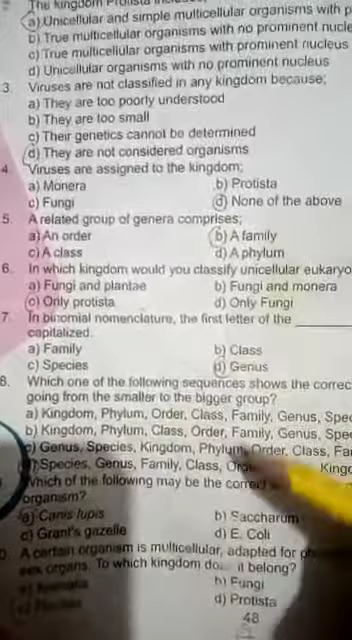 The kingdom Protista
a) Unicellular and simple multicellular organisms with
b) True multicellular organisms with no prominent
c) True multicellular organisms with prominent nucleus
d) Unicellular organisms with no prominent nucleus
3. Viruses are not classified in any kingdom because;
a) They are too poorly understood
b) They are too small
c) Their genetics cannot be determined
d) They are not considered organisms
4. Viruses are assigned to the kingdom;
a) Monera b) Protista
c) Fungi d) None of the above
5. A related group of genera comprises;
a) An order b) A family
c) A class d) A phylum
6. In which kingdom would you classify unicellular eukaryo
a) Fungi and plantae b) Fungi and monera
c) Only protista d) Only Fungi
7. In binomial nomenclature, the first letter of the ______
capitalized.
a) Family b) Class
c) Species d) Genus
8. Which one of the following sequences shows the correc
going from the smaller to the bigger group?
a) Kingdom, Phylum, Order, Class, Family, Genus, Spe
b) Kingdom, Phylum, Class, Order, Family, Genus, Spe
c) Genus, Species, Kingdom, Phylum, Order, Class, Fa
d) Species, Genus, Family, Class,
Which of the following may be the
organism?
a) Canis lupis b) Saccharum
c) Grant's gazelle d) E. Coli
A certain organism is multicellular, adapted for
sex organs. To which kingdom it belong?
b) Fungi
d) Protista
48